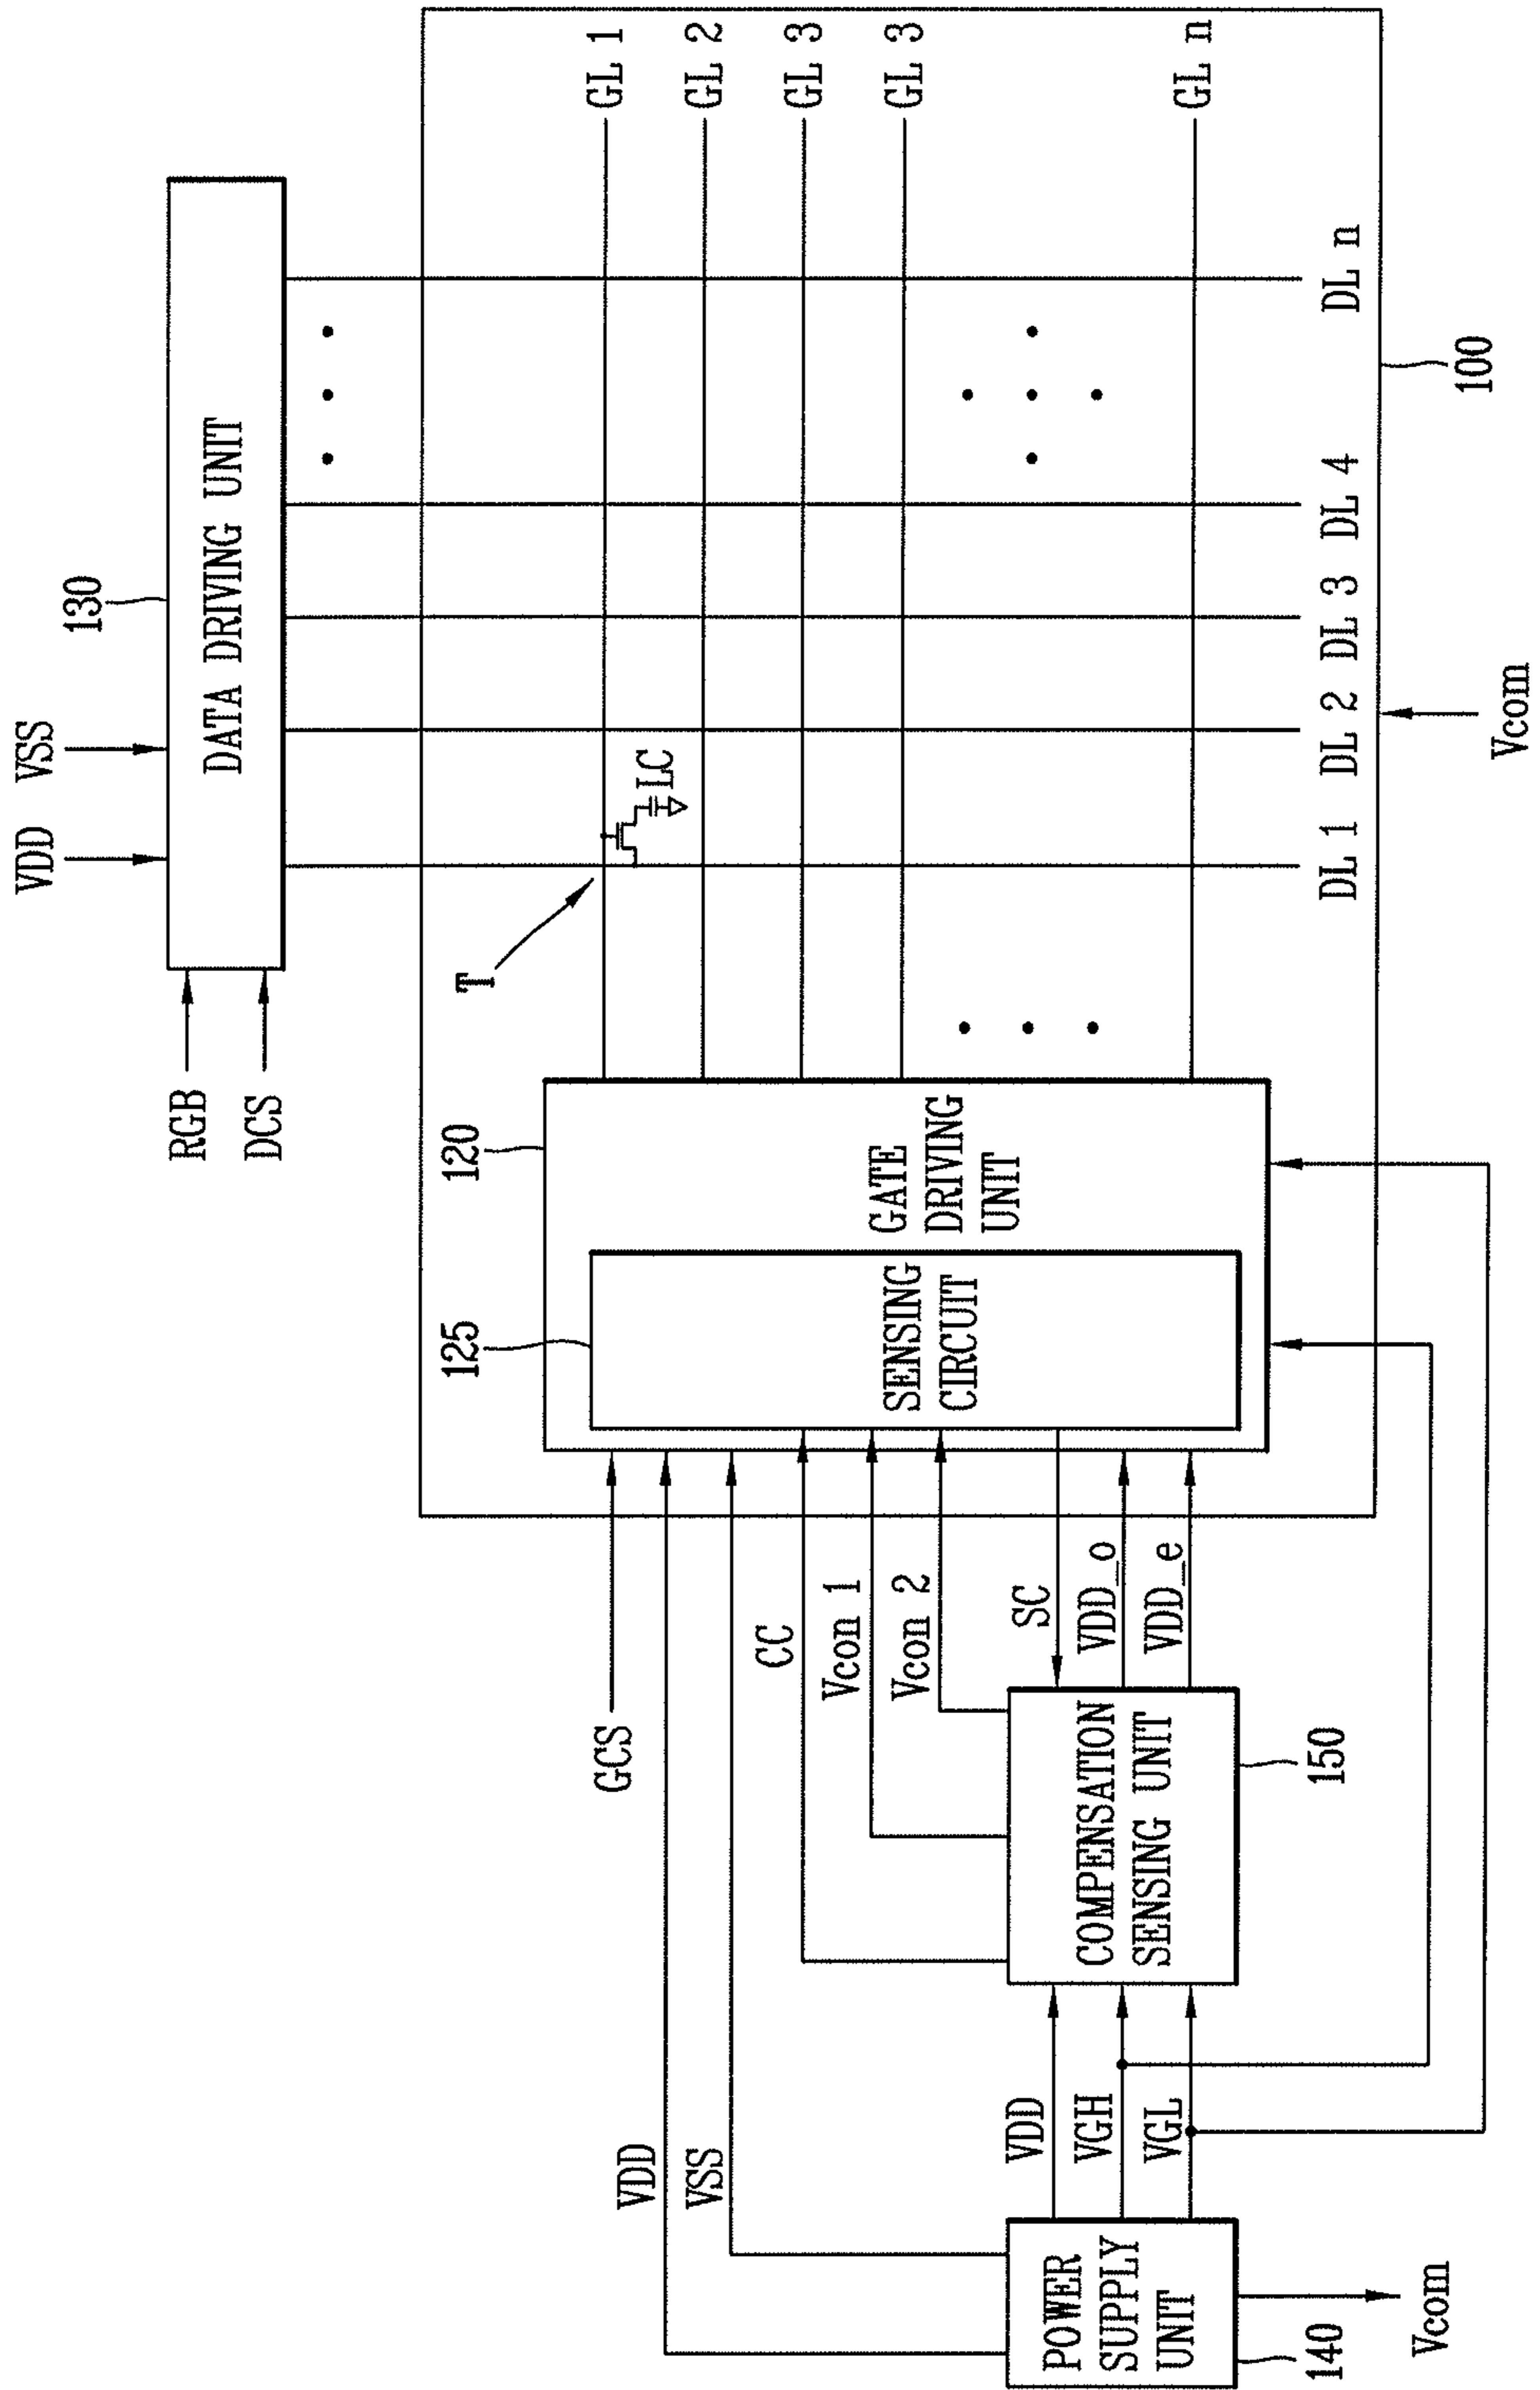 VDD
VSS
130
RGB
DCS
DATA DRIVING UNIT
GL 1
GL 2
GL 3
GL 3
GL n
T
LC
120
GATE
DRIVING
UNIT
125
SENSING
CIRCUIT
DL 1
DL 2
DL 3
DL 4
DL n
100
Vcom
GCS
VDD
VSS
CC
Vcon 1
Vcon 2
SC
VDD_o
VDD_e
COMPENSATION
SENSING UNIT
150
VDD
VGH
VGL
POWER
SUPPLY
UNIT
140
Vcom